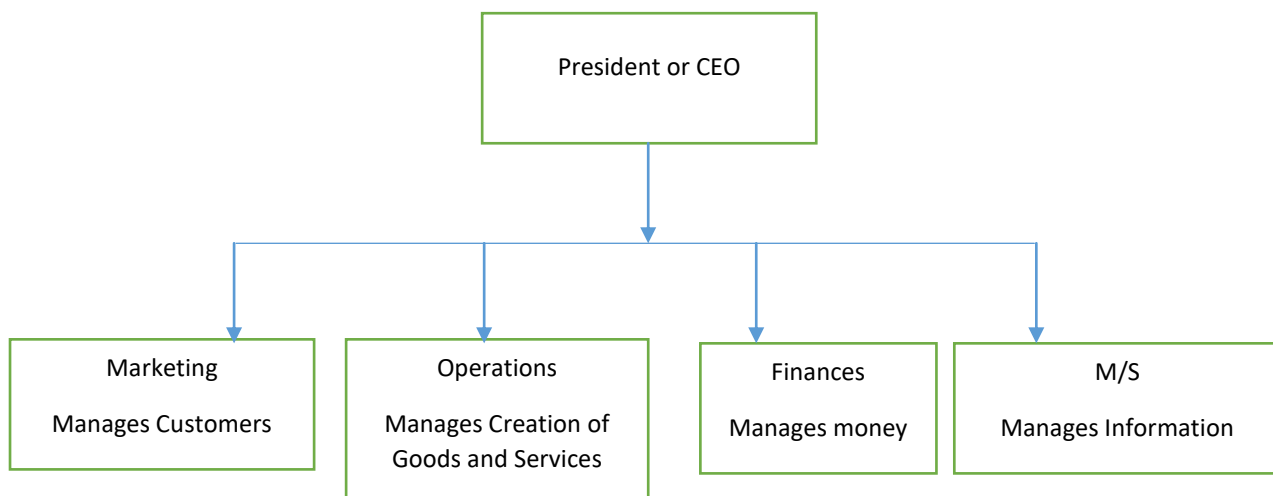 President or CEO
Marketing
Manages Customers
Operations
Manages Creation of
Goods and Services
Finances
Manages money
M/S
Manages Information